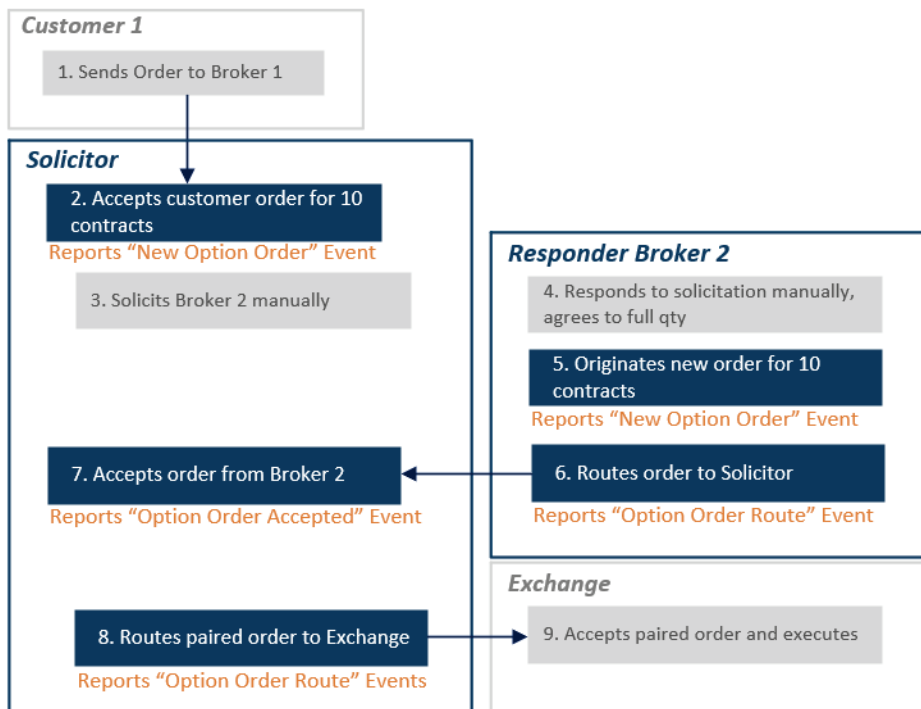 Customer 1
1. Sends Order to Broker 1
Solicitor
2. Accepts customer order for 10
contracts
Reports “New Option Order” Event
3. Solicits Broker 2 manually
Responder Broker 2
4. Responds to solicitation manually,
agrees to full qty
5. Originates new order for 10
contracts
Reports “New Option Order” Event
6. Routes order to Solicitor
Reports “Option Order Route” Event
7. Accepts order from Broker 2
Reports “Option Order Accepted” Event
8. Routes paired order to Exchange
Reports “Option Order Route” Events
Exchange
9. Accepts paired order and executes